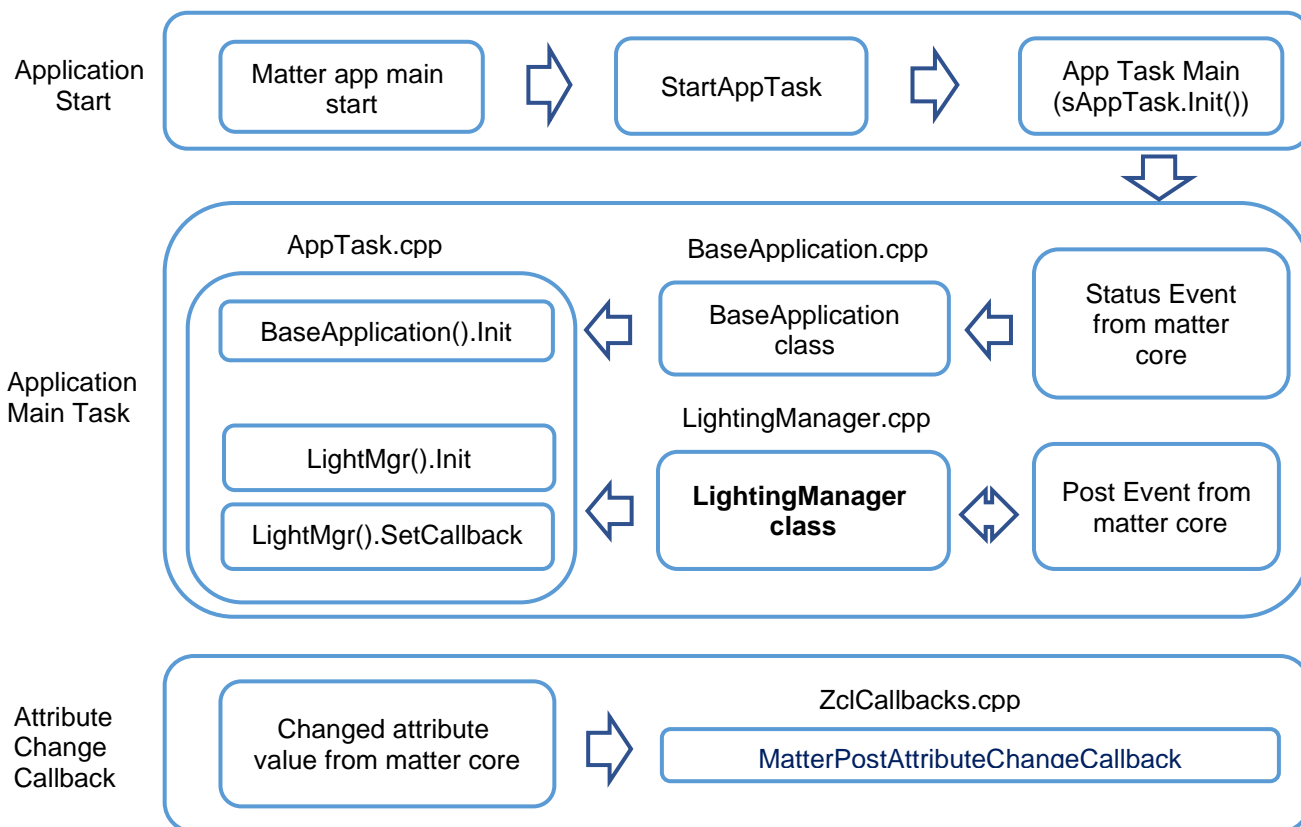 Application
Start
Matter app main
start
StartAppTask
App Task Main
(sAppTask.Init())
Application
Main Task
AppTask.cpp
BaseApplication().Init
LightMgr().Init
LightMgr().SetCallback
BaseApplication.cpp
BaseApplication
class
Status Event
from matter
core
LightingManager.cpp
LightingManager
class
Post Event from
matter core
Attribute
Change
Callback
Changed attribute
value from matter core
ZclCallbacks.cpp
MatterPostAttributeChangeCallback